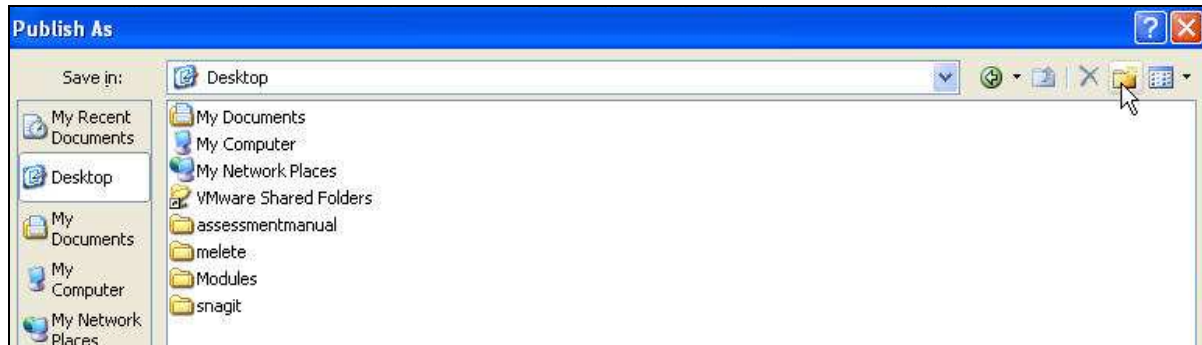 Publish As
Save in:
Desktop
My Recent
Documents
Desktop
My
Documents
My
Computer
My Network
Places
My Documents
My Computer
My Network Places
VMware Shared Folders
assessmentmanual
melete
Modules
snagit